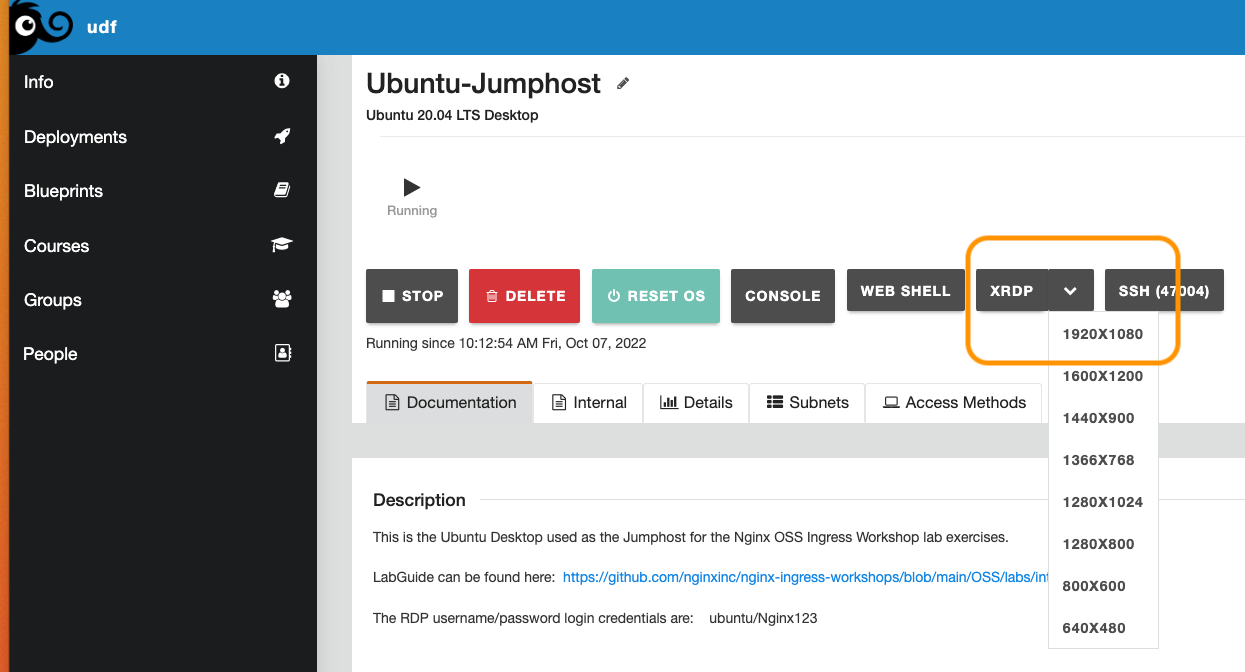 udf
Info
Deployments
Blueprints
Courses
Groups
People
Ubuntu-Jumphost
Ubuntu 20.04 LTS Desktop
Running
STOP
DELETE
RESET OS
CONSOLE
WEB SHELL
XRDP
SSH (47004)
1920X1080
1600X1200
1440X900
1366X768
1280X1024
1280X800
800X600
640X480
Running since 10:12:54 AM Fri, Oct 07, 2022
Documentation
Internal
Details
Subnets
Access Methods
Description
This is the Ubuntu Desktop used as the Jumphost for the Nginx OSS Ingress Workshop lab exercises.
LabGuide can be found here: https://github.com/nginxinc/nginx-ingress-workshops/blob/main/OSS/labs/int
The RDP username/password login credentials are: ubuntu/Nginx123